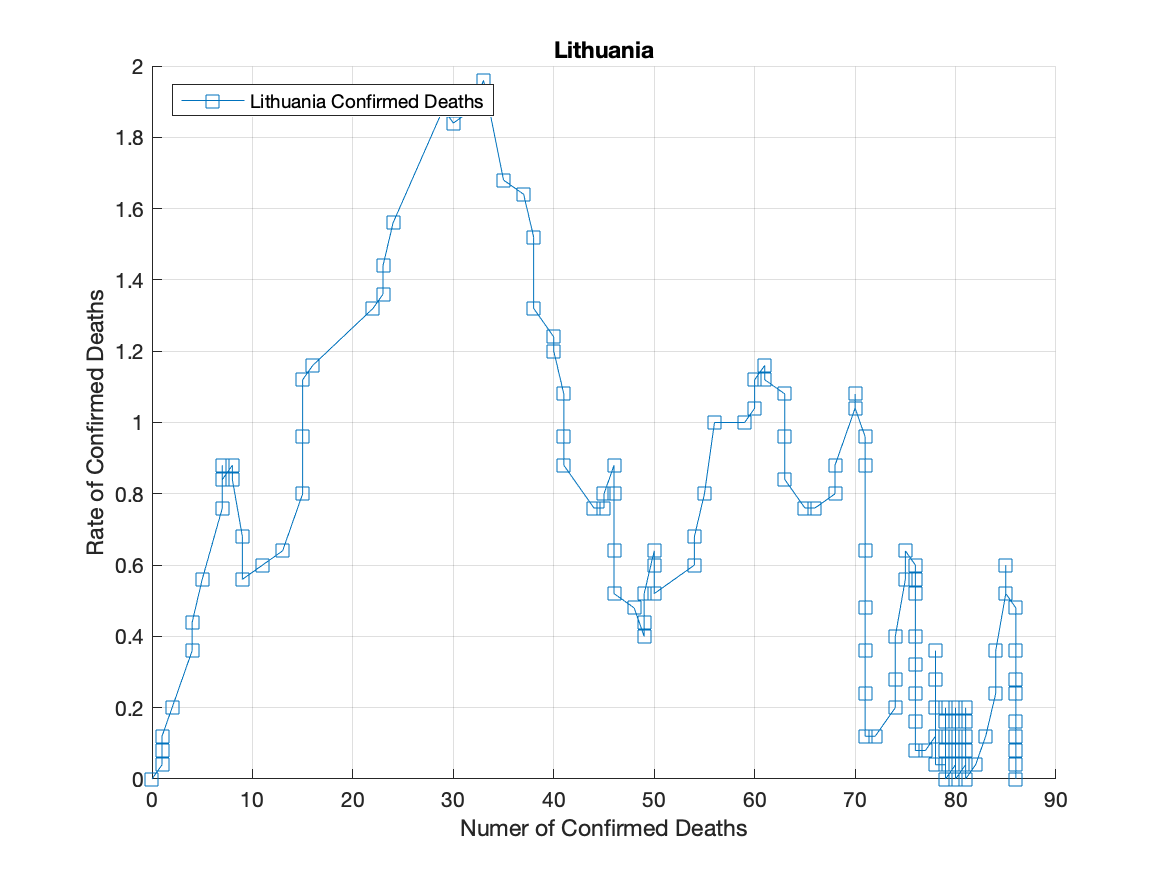 Lithuania
Lithuania Confirmed Deaths
Rate of Confirmed Deaths
2
1.8
1.6
1.4
1.2
1
0.8
0.6
0.4
0.2
0
0 10 20 30 40 50 60 70 80 90
Numer of Confirmed Deaths